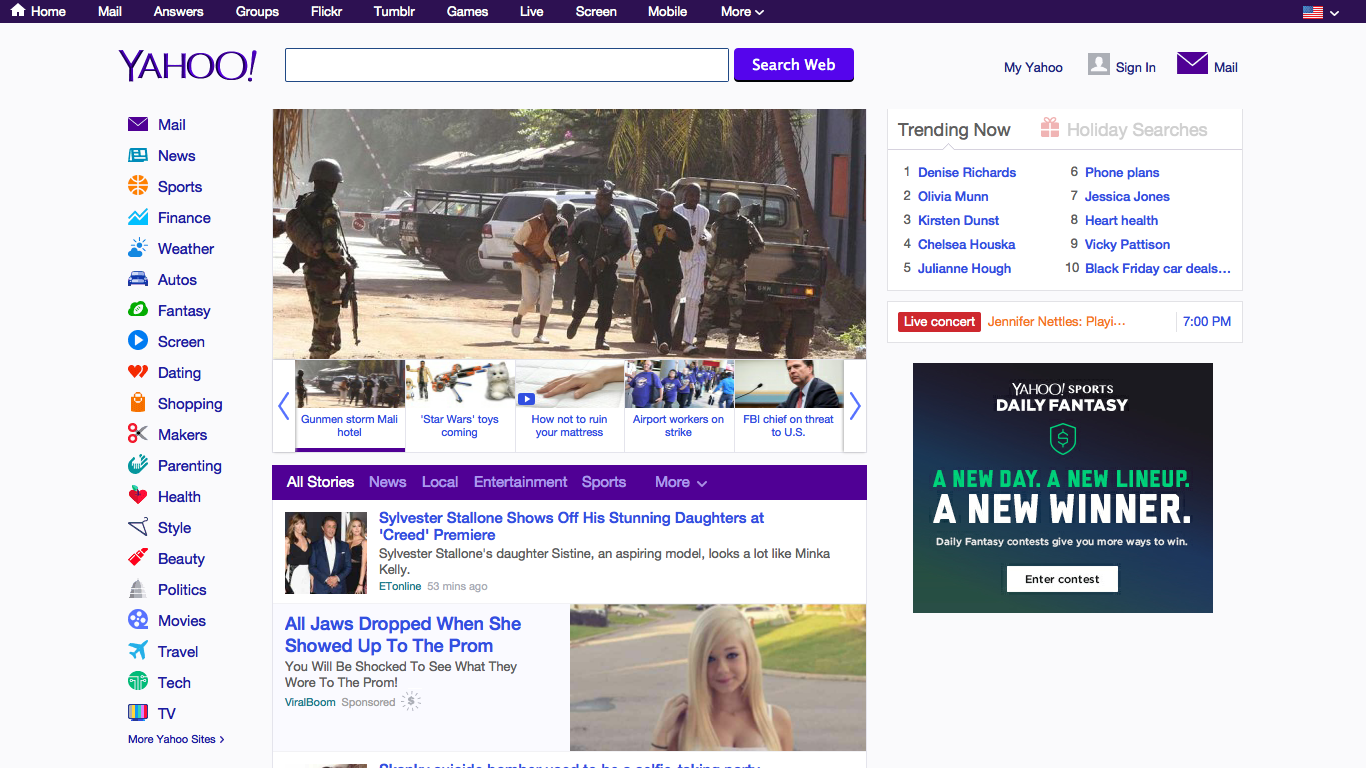 Home Mail Answers Groups Flickr Tumblr Games Live Screen Mobile More
YAHOO!
Search Web
My Yahoo Sign In Mail
Mail
News
Sports
Finance
Weather
Autos
Fantasy
Screen
Dating
Shopping
Makers
Parenting
Health
Style
Beauty
Politics
Movies
Travel
Tech
TV
More Yahoo Sites >
Gunmen storm Mali
hotel
'Star Wars' toys
coming
How not to ruin
your mattress
Airport workers on
strike
FBI chief on threat
to U.S.
All Stories News Local Entertainment Sports More
Sylvester Stallone Shows Off His Stunning Daughters at
'Creed' Premiere
Sylvester Stallone's daughter Sistine, an aspiring model, looks a lot like Minka
Kelly.
ETonline 53 mins ago
All Jaws Dropped When She
Showed Up To The Prom
You Will Be Shocked To See What They
Wore To The Prom!
ViralBoom Sponsored
Skanky suicide bomber used to be a selfie-taking party
Trending Now Holiday Searches
1 Denise Richards
2 Olivia Munn
3 Kirsten Dunst
4 Chelsea Houska
5 Julianne Hough
6 Phone plans
7 Jessica Jones
8 Heart health
9 Vicky Pattison
10 Black Friday car deals...
Live concert Jennifer Nettles: Playi... 7:00 PM
YAHOO! SPORTS
DAILY FANTASY
A NEW DAY. A NEW LINEUP.
A NEW WINNER.
Daily Fantasy contests give you more ways to win.
Enter contest